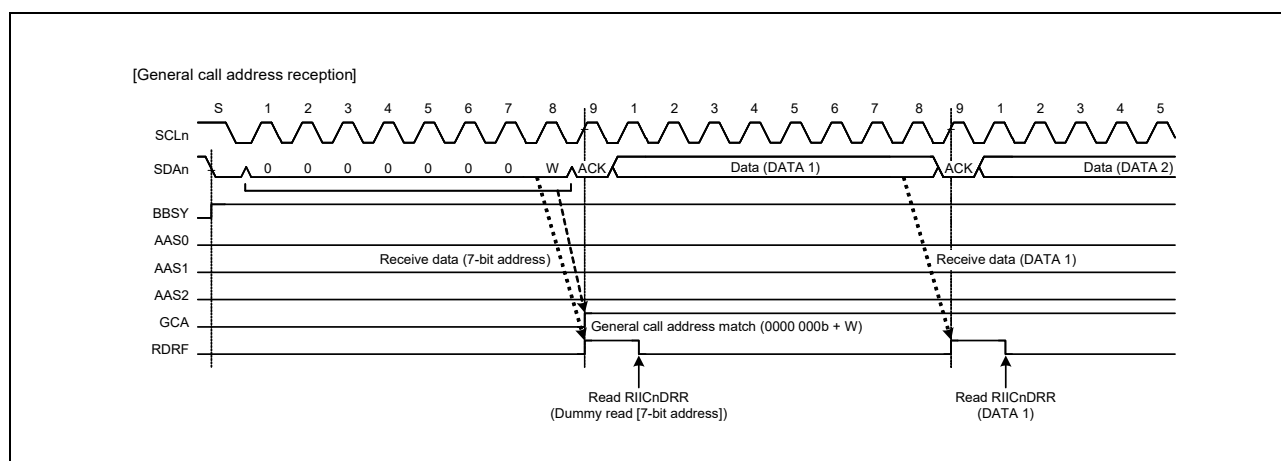 [General call address reception]
S 1 2 3 4 5 6 7 8 9 1 2 3 4 5 6 7 8 9 1 2 3 4 5
SCLn
SDAn 0 0 0 0 0 0 0 W ACK Data (DATA 1) ACK Data (DATA 2)
BBSY
AAS0
Receive data (7-bit address) Receive data (DATA 1)
AAS1
AAS2
GCA General call address match (0000 000b + W)
RDRF
Read RIICnDRR
(Dummy read [7-bit address])
Read RIICnDRR
(DATA 1)